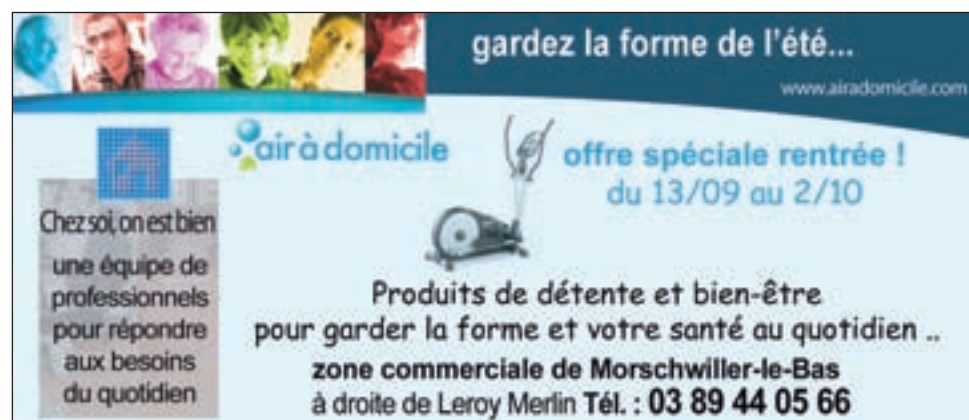 gardez la forme de l'été...
www.airadomicile.com
air à domicile
offre spéciale rentrée !
du 13/09 au 2/10
Chez soi, on est bien
une équipe de
professionnels
pour répondre
aux besoins
du quotidien
Produits de détente et bien-être
pour garder la forme et votre santé au quotidien ..
zone commerciale de Morschwiller-le-Bas
à droite de Leroy Merlin Tél. : 03 89 44 05 66